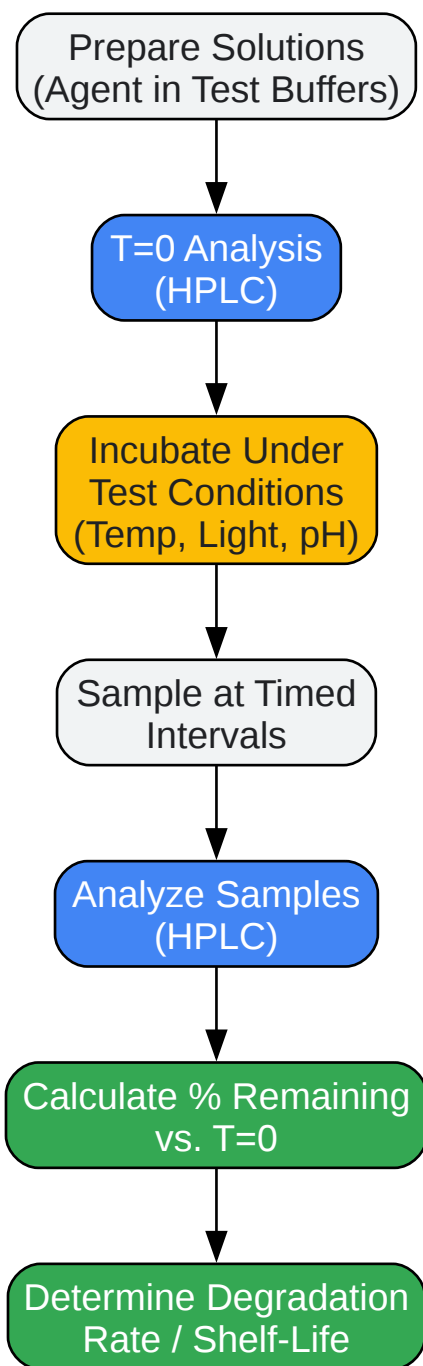 Prepare Solutions
(Agent in Test Buffers)
T=0 Analysis
(HPLC)
Incubate Under
Test Conditions
(Temp, Light, pH)
Sample at Timed
Intervals
Analyze Samples
(HPLC)
Calculate % Remaining
vs. T=0
Determine Degradation
Rate / Shelf-Life